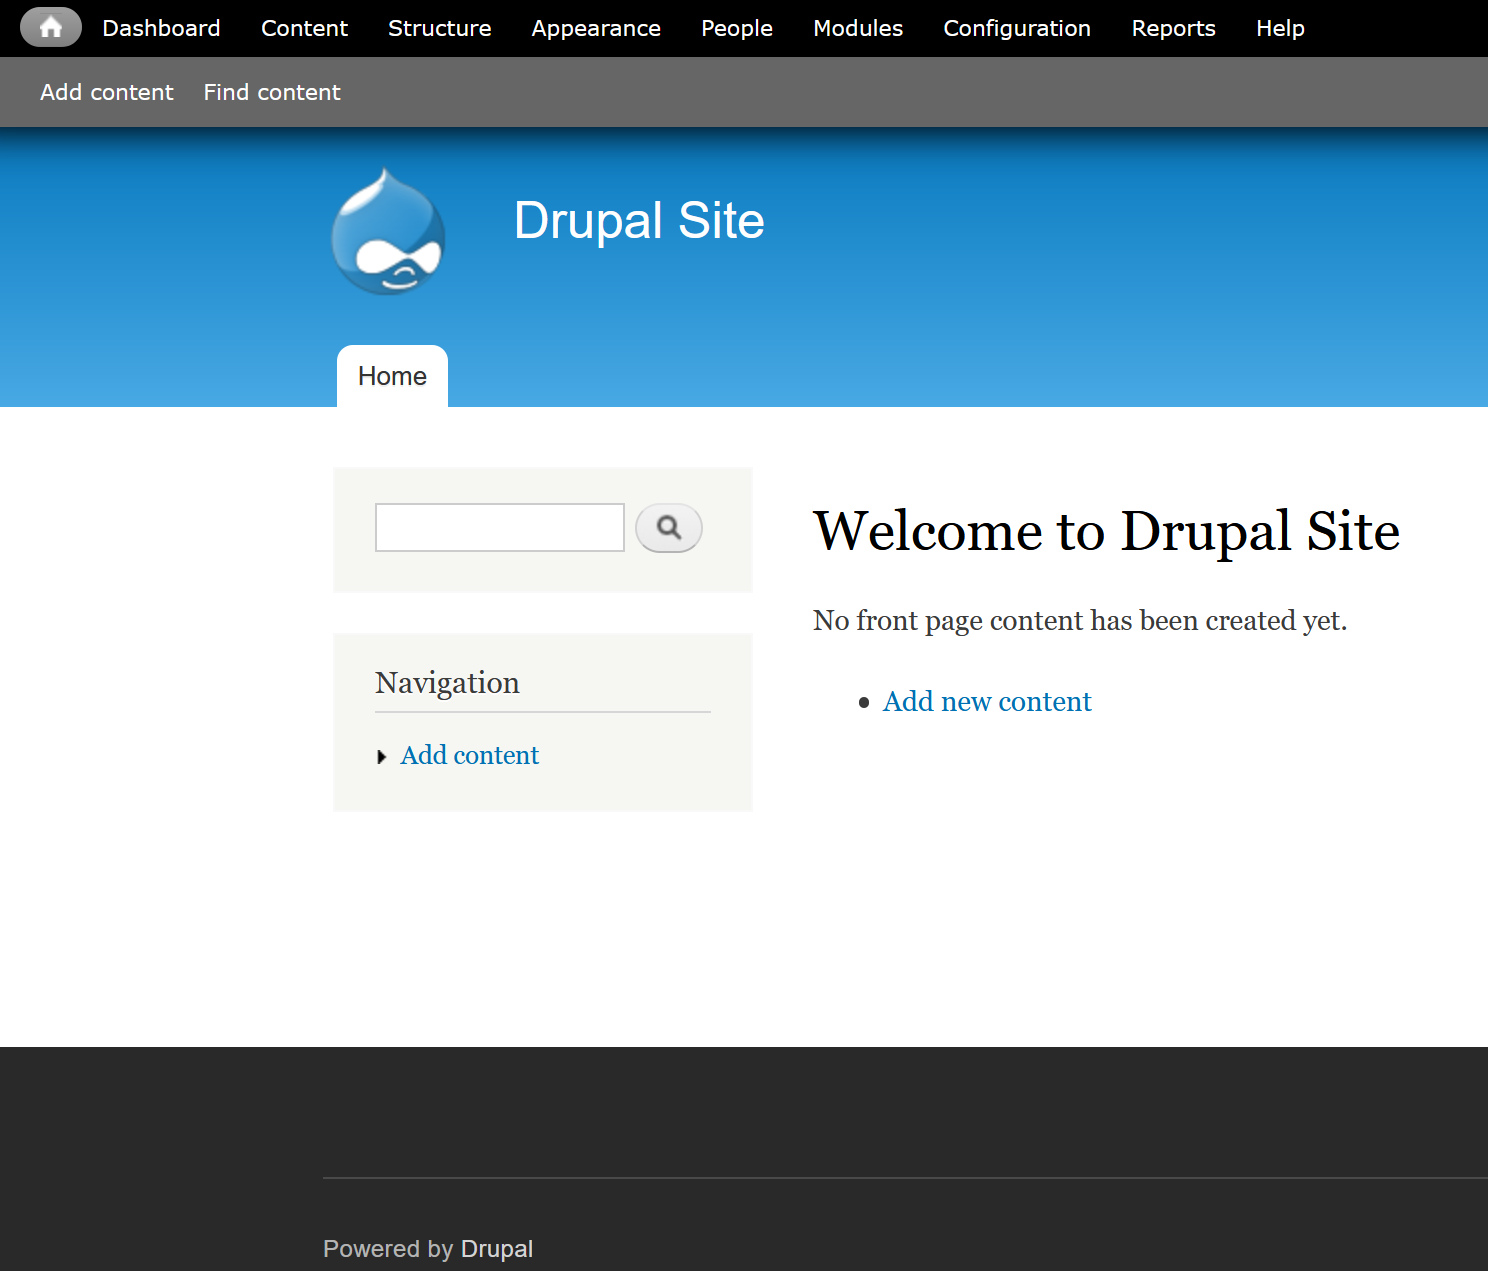 Dashboard Content Structure Appearance People Modules Configuration Reports Help
Add content Find content
Drupal Site
Home
Welcome to Drupal Site
No front page content has been created yet.
Add new content
Navigation
Add content
Powered by Drupal